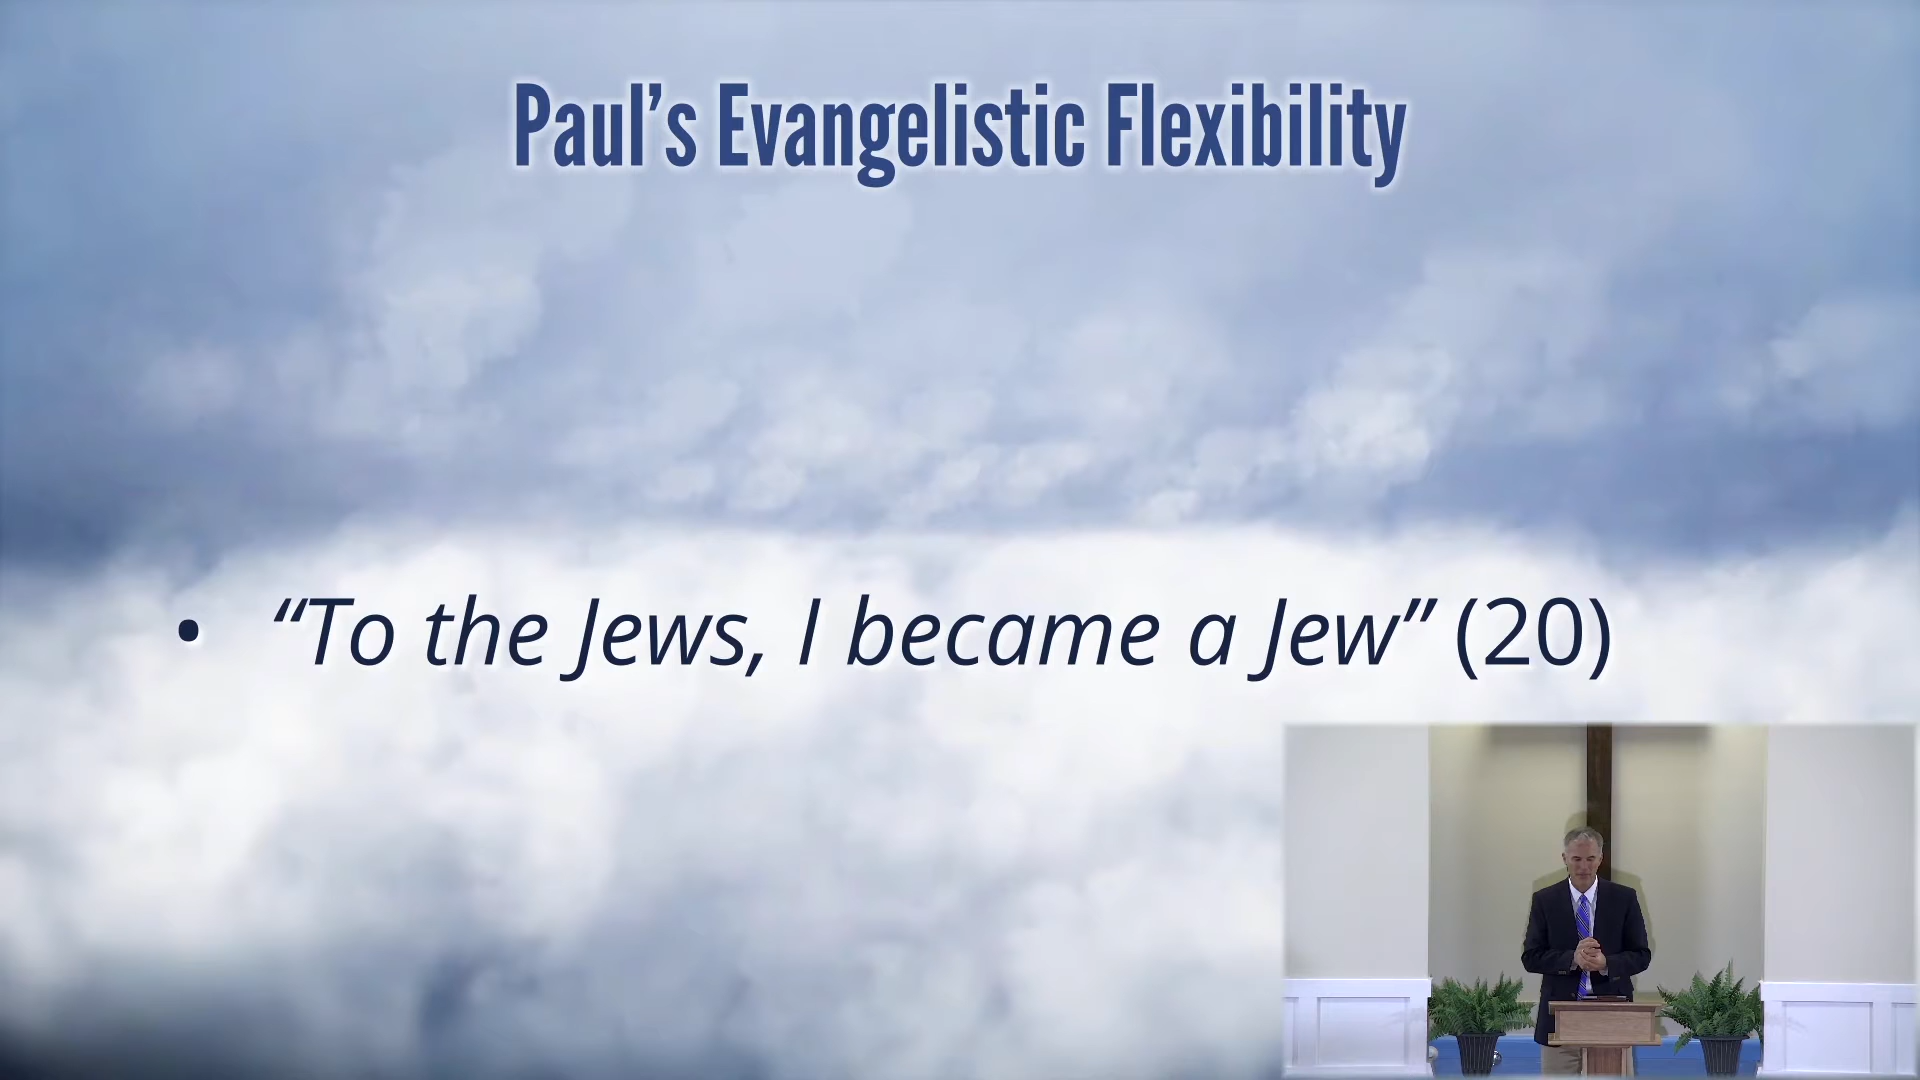 Paul’s Evangelistic Flexibility
• “To the Jews, I became a Jew” (20)